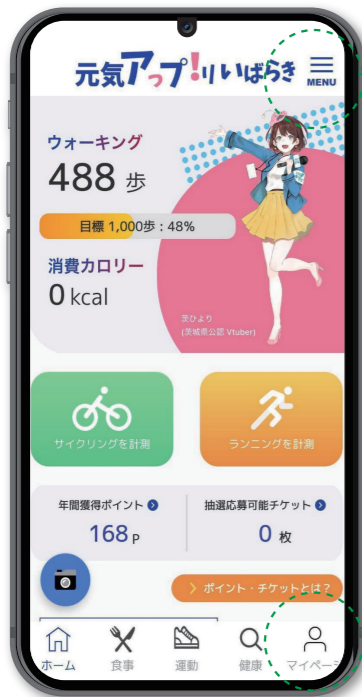 元気アっプ!りいばらき
MENU
ウォーキング
488 歩
目標 1,000歩：48%
消費カロリー
0 kcal
茨ひより
(茨城県公認 Vtuber)
サイクリングを計測
ランニングを計測
年間獲得ポイント
168 P
抽選応募可能チケット
0 枚
ポイント・チケットとは？
ホーム
食事
運動
健康
マイページ